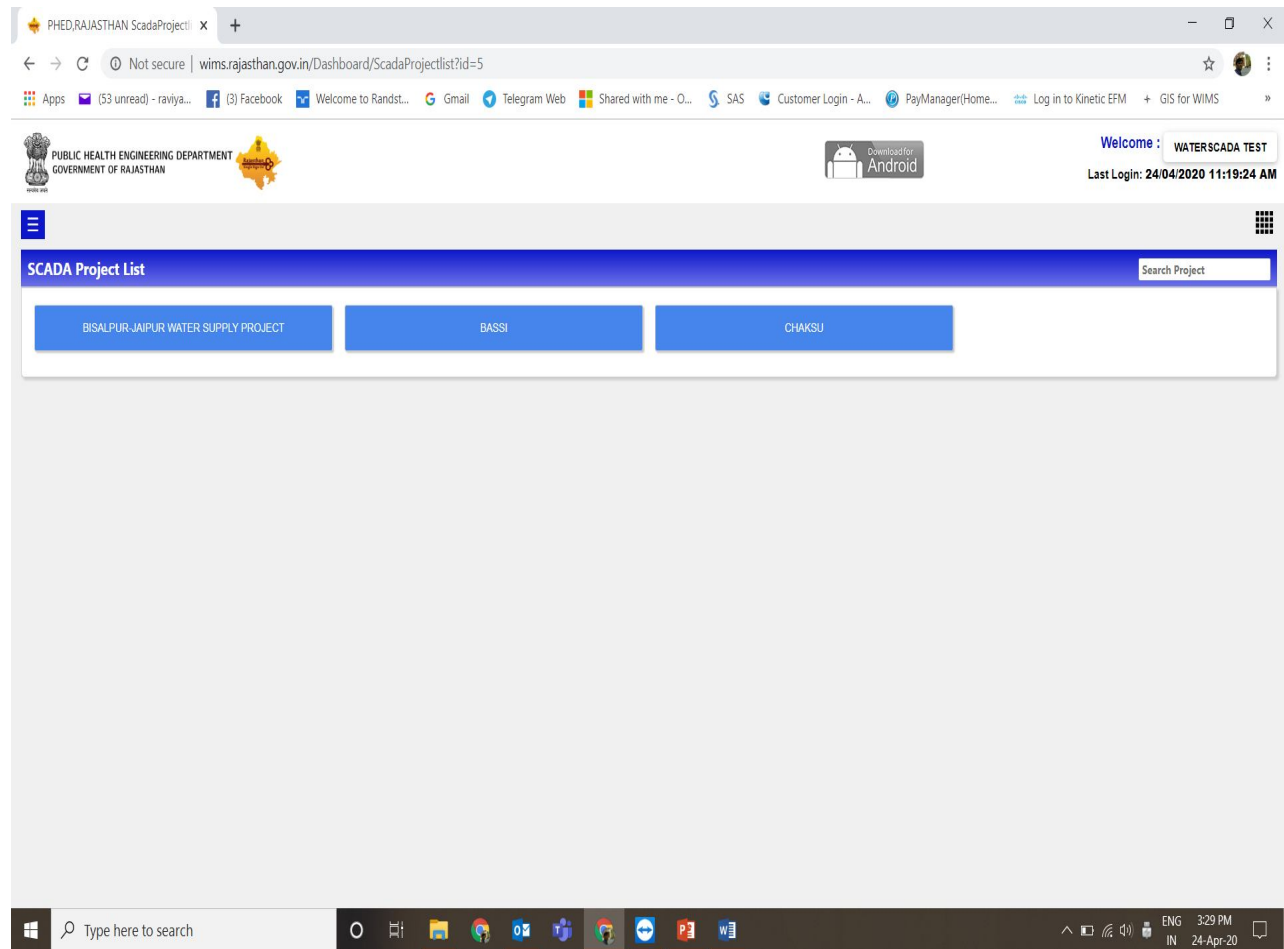 PHED,RAJASTHAN ScadaProjectl
Not secure | wims.rajasthan.gov.in/Dashboard/ScadaProjectlist?id=5
Apps (53 unread) - raviya... (3) Facebook Welcome to Randst... Gmail Telegram Web Shared with me - O... SAS Customer Login - A... PayManager(Home... Log in to Kinetic EFM GIS for WIMS »
PUBLIC HEALTH ENGINEERING DEPARTMENT
GOVERNMENT OF RAJASTHAN
Download for
Android
Welcome : WATERSCADA TEST
Last Login: 24/04/2020 11:19:24 AM
SCADA Project List
Search Project
BISALPUR-JAIPUR WATER SUPPLY PROJECT
BASSI
CHAKSU
Type here to search
ENG 3:29 PM
IN 24-Apr-20